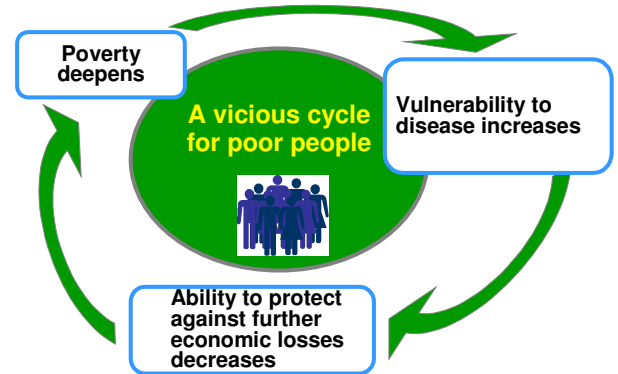 Poverty
deepens
A vicious cycle
for poor people
Vulnerability to
disease increases
Ability to protect
against further
economic losses
decreases